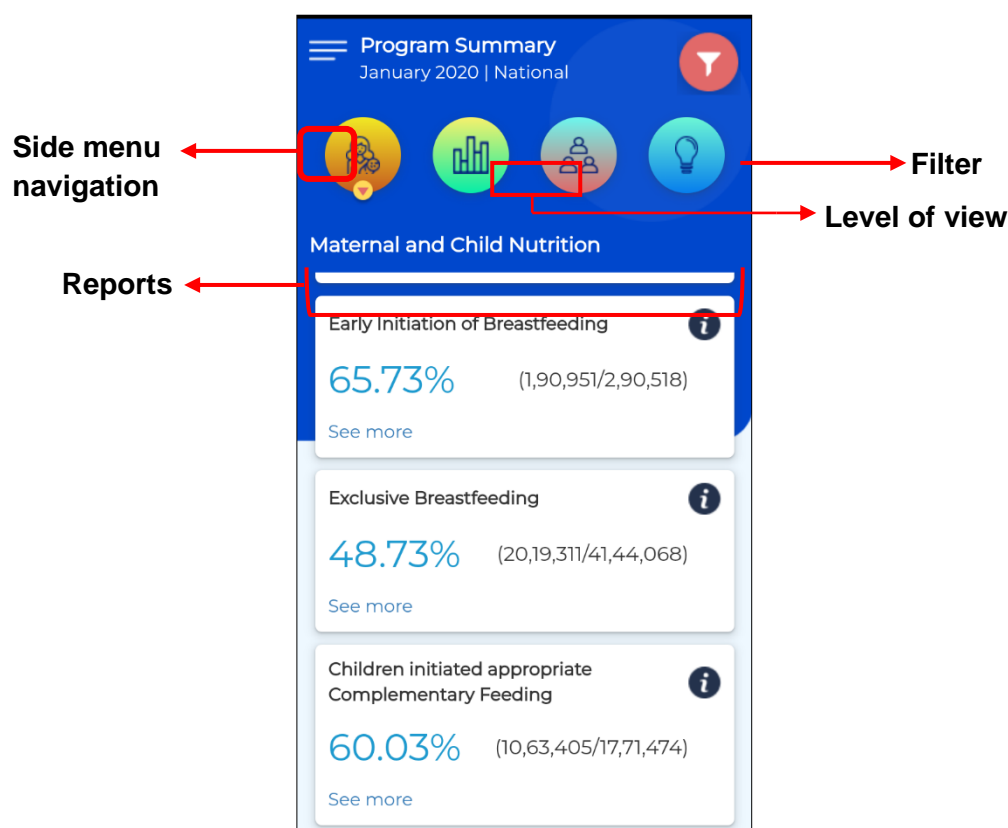 Program Summary
January 2020 | National
Side menu
navigation
Filter
Level of view
Maternal and Child Nutrition
Reports
Early Initiation of Breastfeeding
i
65.73% (1,90,951/2,90,518)
See more
Exclusive Breastfeeding
i
48.73% (20,19,311/41,44,068)
See more
Children initiated appropriate
Complementary Feeding
i
60.03% (10,63,405/17,71,474)
See more